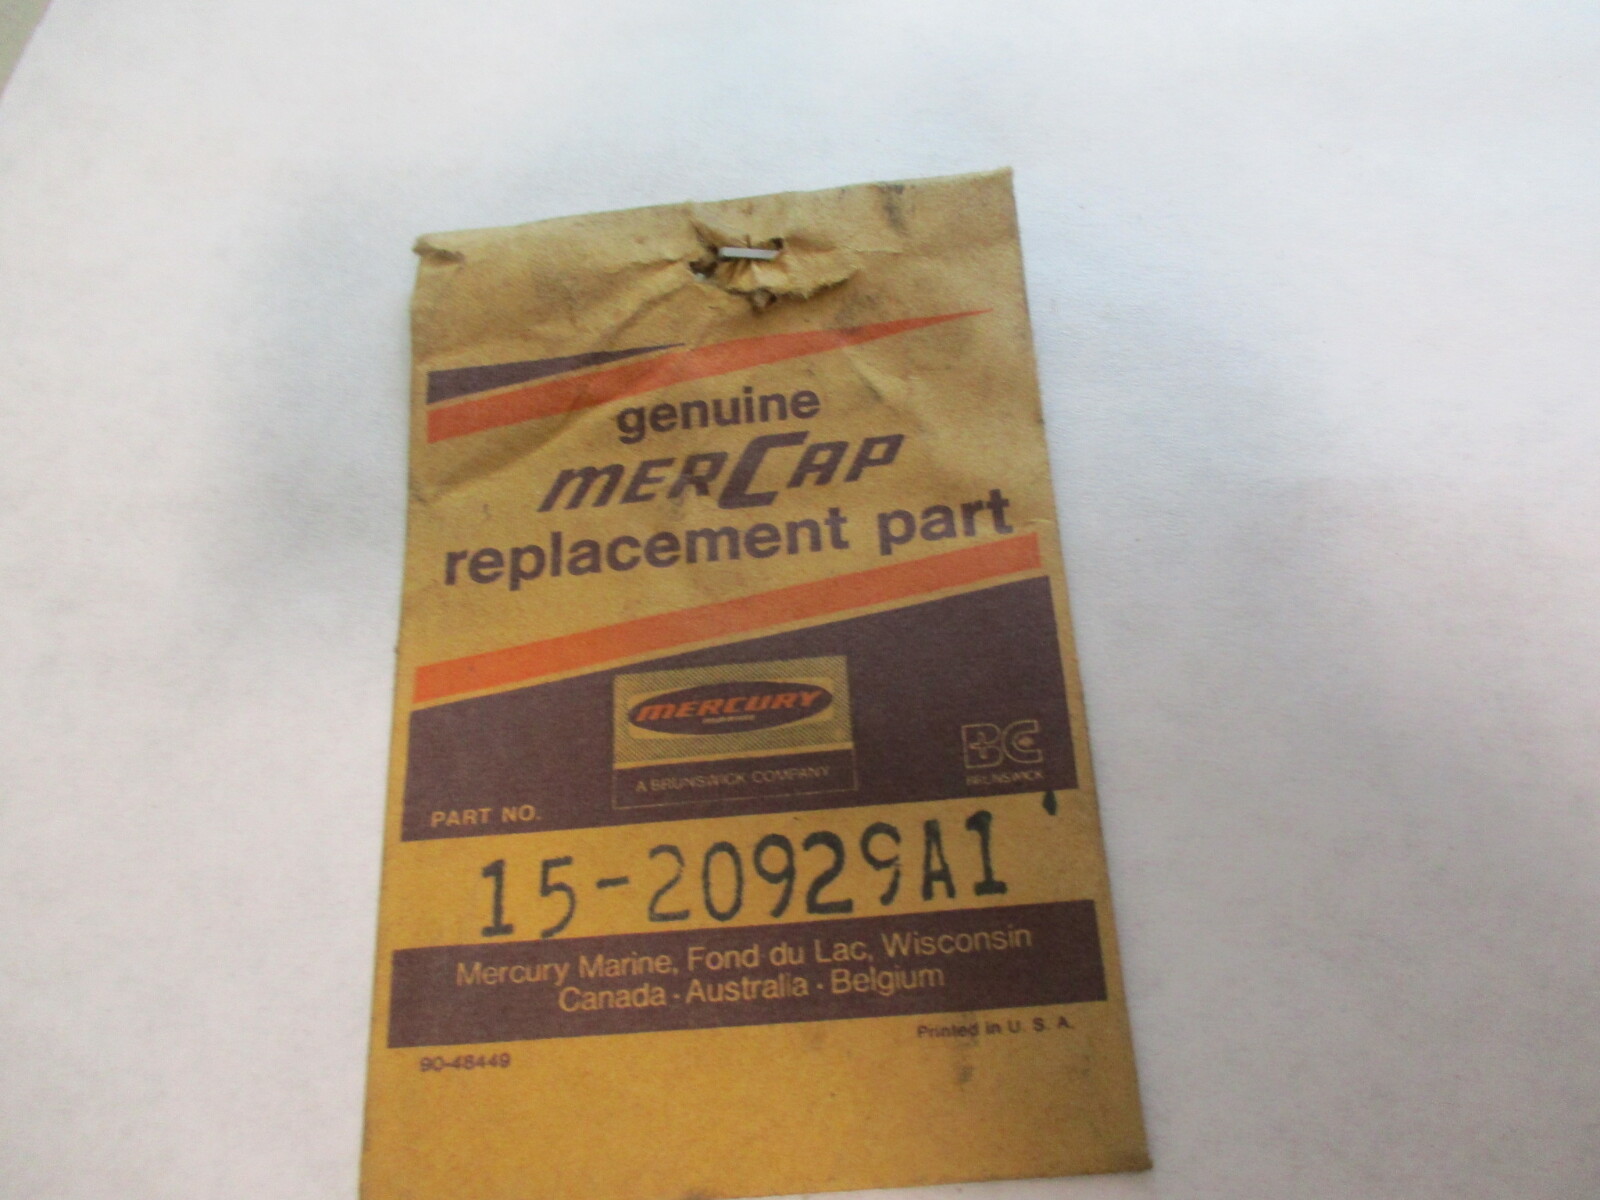 genuine
MERCAP
replacement part
MERCURY
A BRUNSWICK COMPANY
BC
BRUNSWICK
PART NO.
15-20929A1
Mercury Marine, Fond du Lac, Wisconsin
Canada · Australia · Belgium
Printed in U. S. A.
90-48449